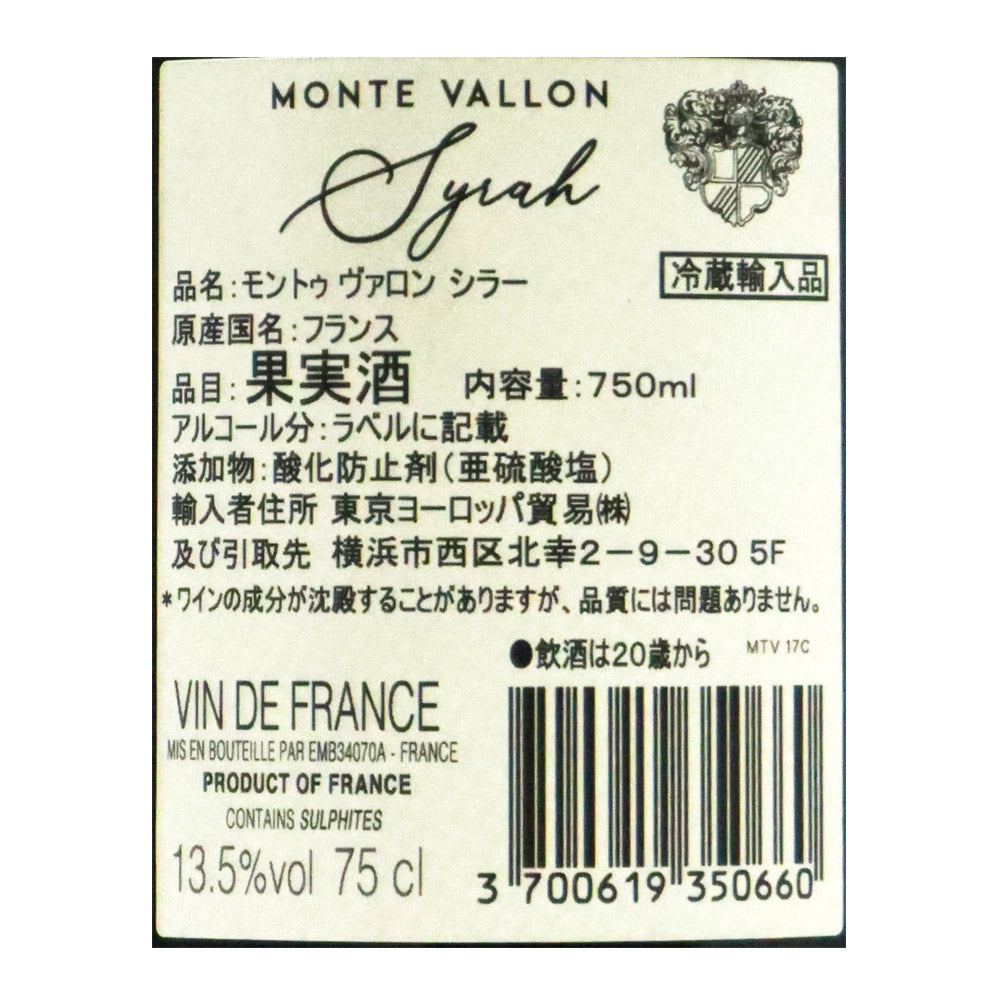 MONTE VALLON
Syrah
冷蔵輸入品
品名:モントゥ ヴァロン シラー
原産国名:フランス
品目:果実酒 内容量:750ml
アルコール分:ラベルに記載
添加物:酸化防止剤(亜硫酸塩)
輸入者住所 東京ヨーロッパ貿易㈱
及び引取先 横浜市西区北幸2-9-30 5F
*ワインの成分が沈殿することがありますが、品質には問題ありません。
●飲酒は20歳から MTV 17C
VIN DE FRANCE
MIS EN BOUTEILLE PAR EMB34070A - FRANCE
PRODUCT OF FRANCE
CONTAINS SULPHITES
13.5%vol 75 cl
3 700619 350660